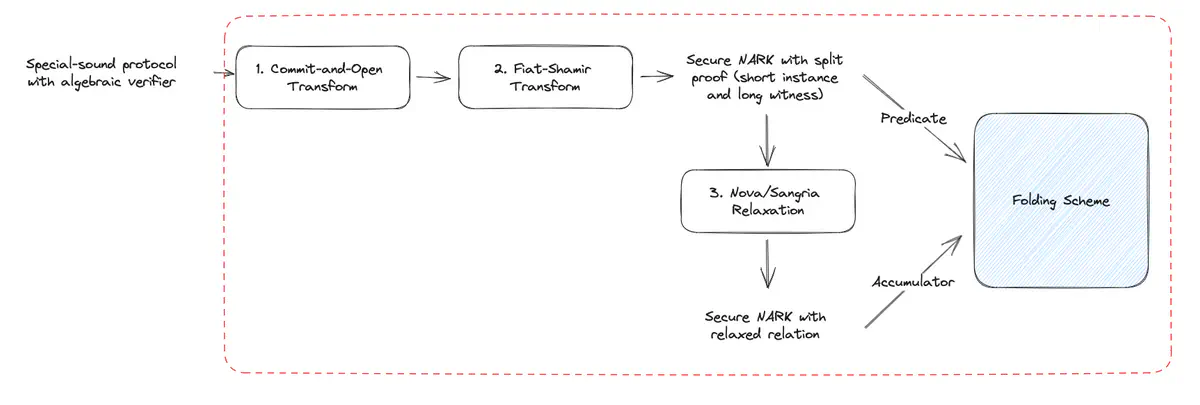 Special-sound protocol
with algebraic verifier
1. Commit-and-Open
Transform
2. Fiat-Shamir
Transform
Secure NARK with split
proof (short instance
and long witness)
Predicate
3. Nova/Sangria
Relaxation
Folding Scheme
Accumulator
Secure NARK with
relaxed relation